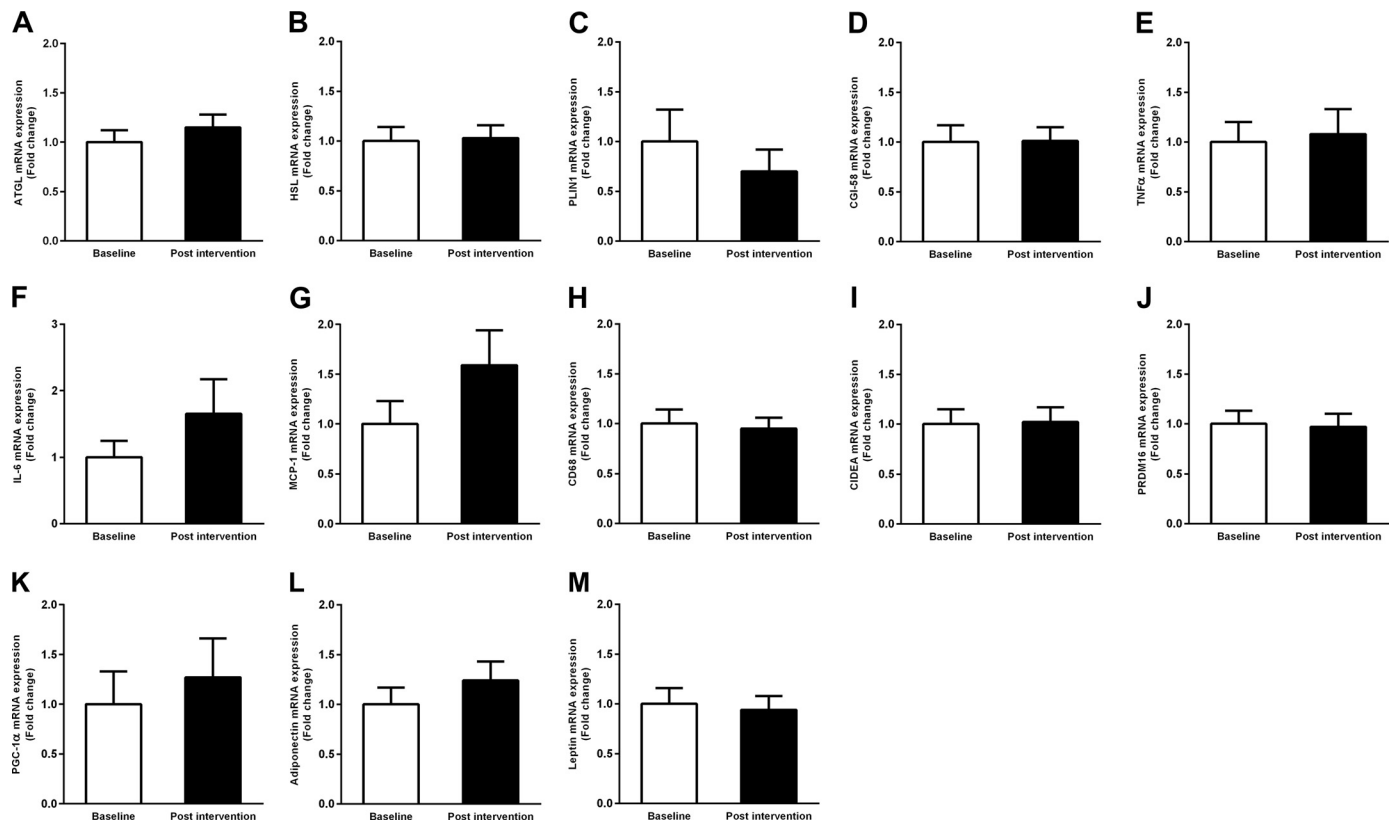 A
ATGL mRNA expression
(Fold change)
2.0
1.5
1.0
0.5
0.0
Baseline Post intervention
B
HSL mRNA expression
(Fold change)
2.0
1.5
1.0
0.5
0.0
Baseline Post intervention
C
PLIN1 mRNA expression
(Fold change)
2.0
1.5
1.0
0.5
0.0
Baseline Post intervention
D
CGI-58 mRNA expression
(Fold change)
2.0
1.5
1.0
0.5
0.0
Baseline Post intervention
E
TNFα mRNA expression
(Fold change)
2.0
1.5
1.0
0.5
0.0
Baseline Post intervention
F
IL-6 mRNA expression
(Fold change)
3
2
1
0
Baseline Post intervention
G
MCP-1 mRNA expression
(Fold change)
2.0
1.5
1.0
0.5
0.0
Baseline Post intervention
H
CD68 mRNA expression
(Fold change)
2.0
1.5
1.0
0.5
0.0
Baseline Post intervention
I
CIDEA mRNA expression
(Fold change)
2.0
1.5
1.0
0.5
0.0
Baseline Post intervention
J
PRDM16 mRNA expression
(Fold change)
2.0
1.5
1.0
0.5
0.0
Baseline Post intervention
K
PGC-1α mRNA expression
(Fold change)
2.0
1.5
1.0
0.5
0.0
Baseline Post intervention
L
Adiponectin mRNA expression
(Fold change)
2.0
1.5
1.0
0.5
0.0
Baseline Post intervention
M
Leptin mRNA expression
(Fold change)
2.0
1.5
1.0
0.5
0.0
Baseline Post intervention